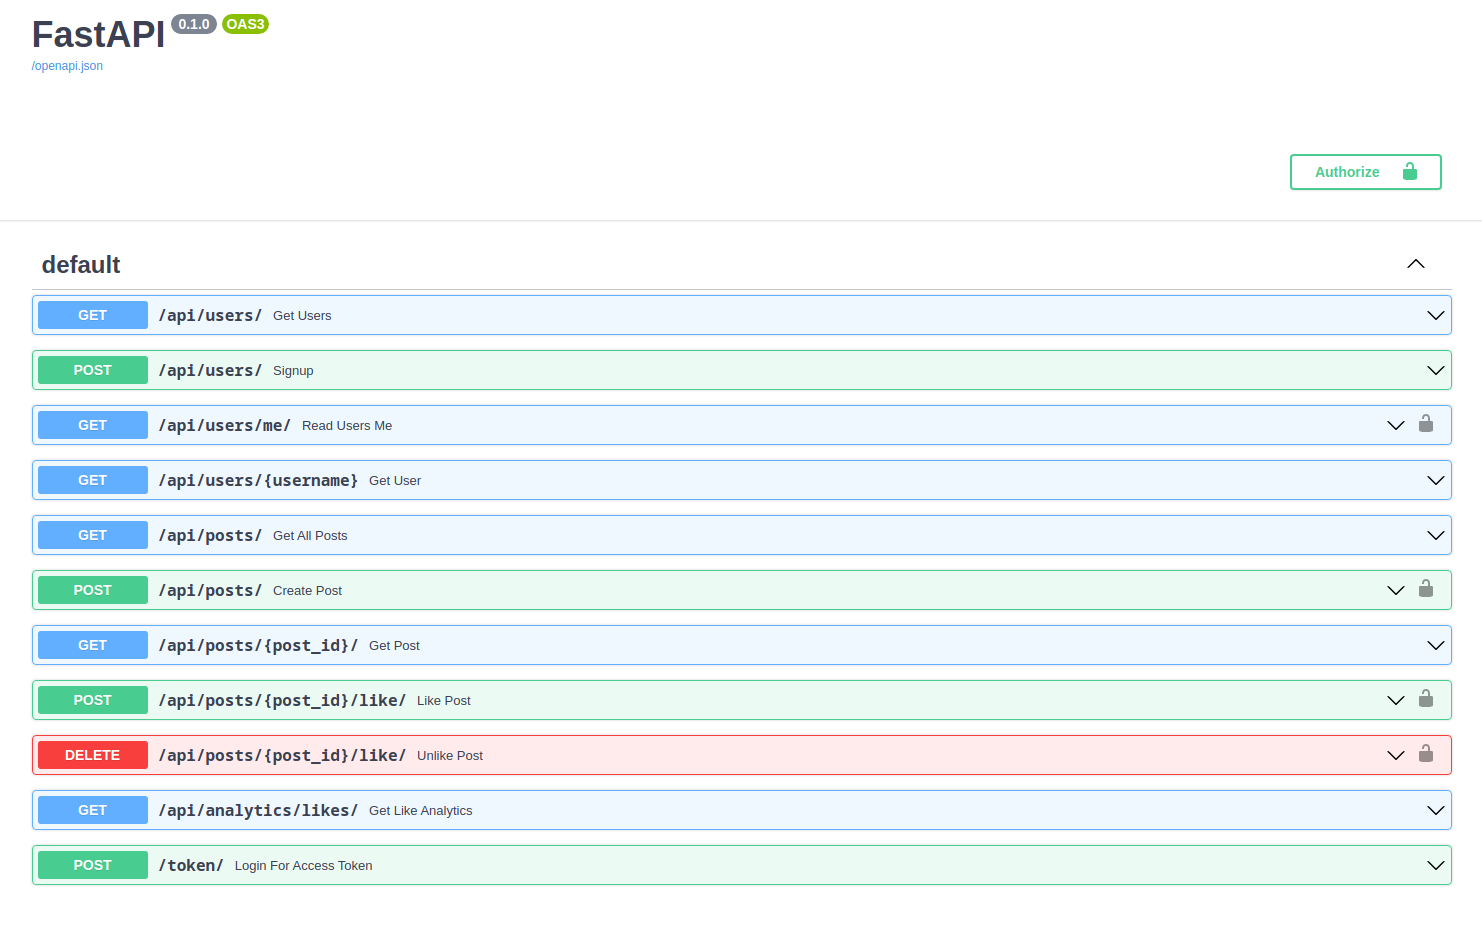 FastAPI 0.1.0 OAS3
/openapi.json
Authorize
default
GET /api/users/ Get Users
POST /api/users/ Signup
GET /api/users/me/ Read Users Me
GET /api/users/{username} Get User
GET /api/posts/ Get All Posts
POST /api/posts/ Create Post
GET /api/posts/{post_id}/ Get Post
POST /api/posts/{post_id}/like/ Like Post
DELETE /api/posts/{post_id}/like/ Unlike Post
GET /api/analytics/likes/ Get Like Analytics
POST /token/ Login For Access Token